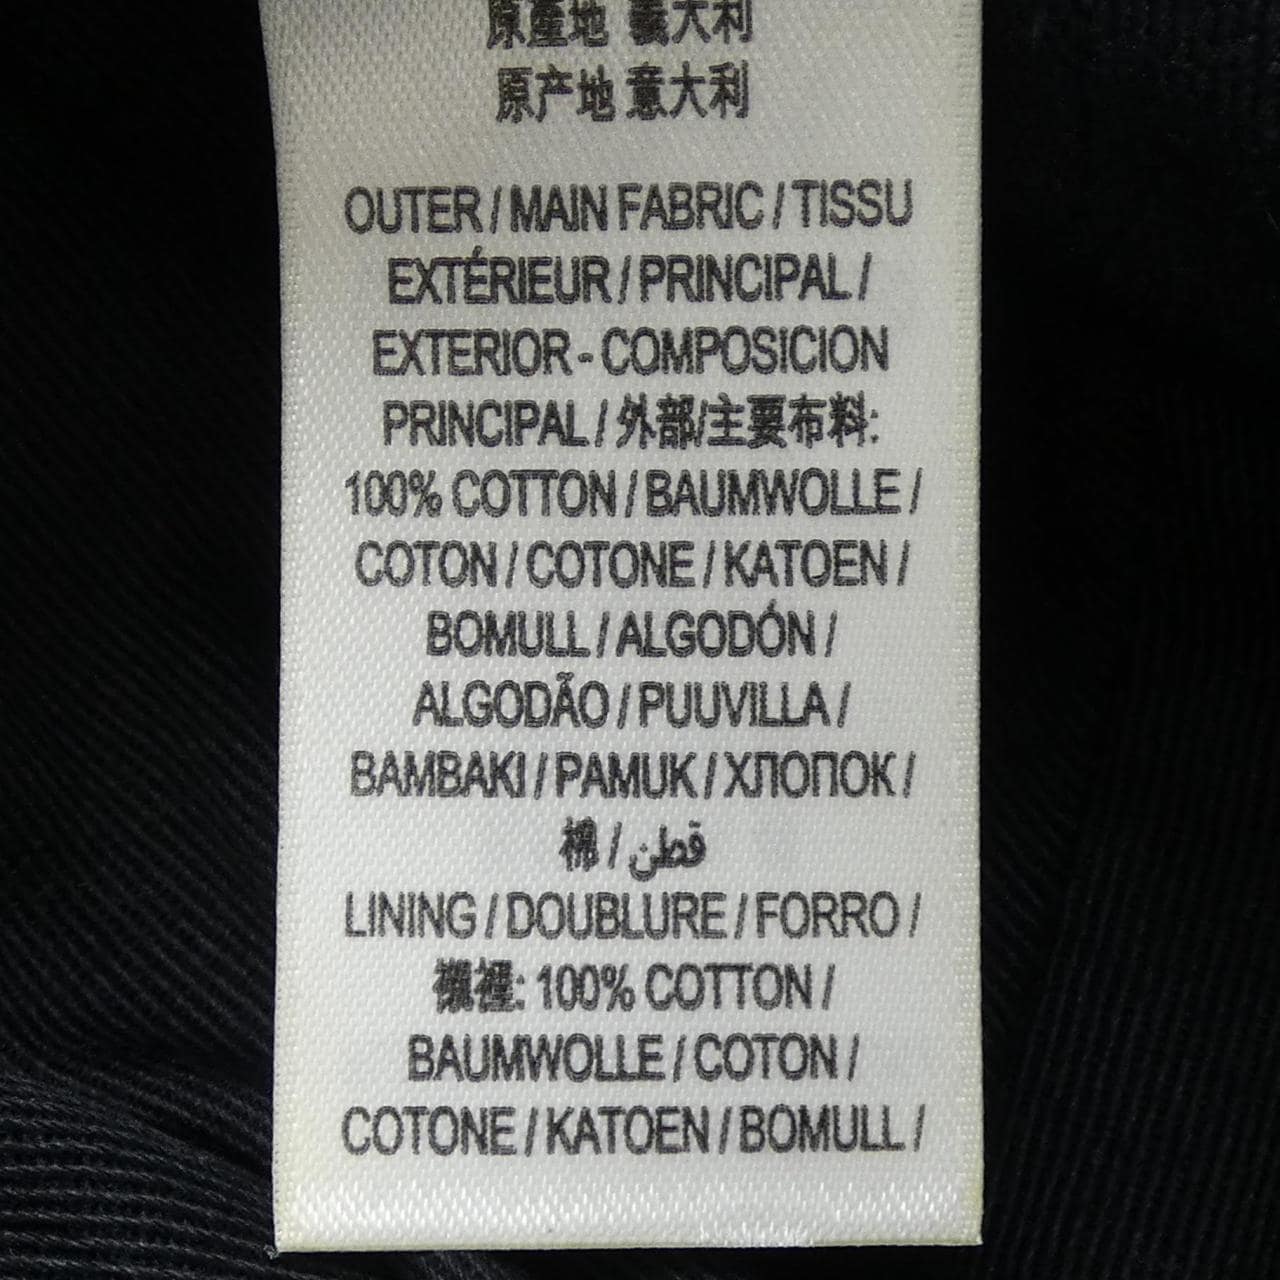 原產地 義大利
原产地 意大利
OUTER / MAIN FABRIC / TISSU
EXTÉRIEUR / PRINCIPAL /
EXTERIOR - COMPOSICION
PRINCIPAL / 外部/主要布料:
100% COTTON / BAUMWOLLE /
COTON / COTONE / KATOEN /
BOMULL / ALGODÓN /
ALGODÃO / PUUVILLA /
BAMBAKI / PAMUK / ХЛОПОК /
棉 / قطن
LINING / DOUBLURE / FORRO /
襯裡: 100% COTTON /
BAUMWOLLE / COTON /
COTONE / KATOEN / BOMULL /